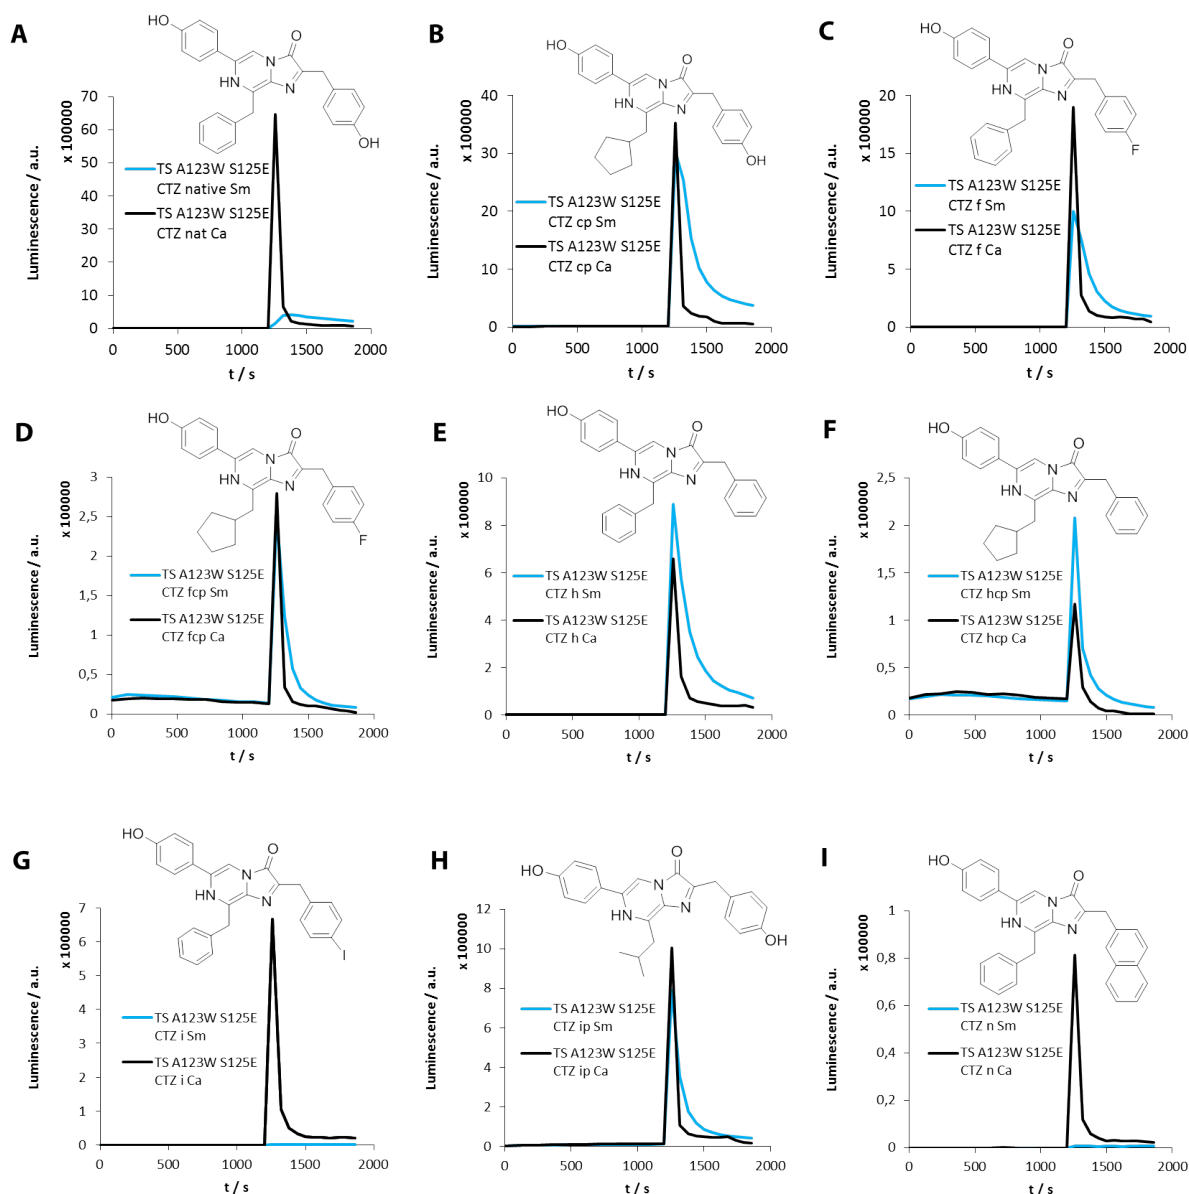 A
HO
O
N
HN
N
OH
x 100000
Luminescence / a.u.
70
60
50
40
30
20
10
0
TS A123W S125E
CTZ native Sm
TS A123W S125E
CTZ nat Ca
0 500 1000 1500 2000
t / s
B
HO
O
N
HN
N
OH
x 100000
Luminescence / a.u.
40
30
20
10
0
TS A123W S125E
CTZ cp Sm
TS A123W S125E
CTZ cp Ca
0 500 1000 1500 2000
t / s
C
HO
O
N
HN
N
F
x 100000
Luminescence / a.u.
20
15
10
5
0
TS A123W S125E
CTZ f Sm
TS A123W S125E
CTZ f Ca
0 500 1000 1500 2000
t / s
D
HO
O
N
HN
N
F
x 100000
Luminescence / a.u.
3
2,5
2
1,5
1
0,5
0
TS A123W S125E
CTZ fcp Sm
TS A123W S125E
CTZ fcp Ca
0 500 1000 1500 2000
t / s
E
HO
O
N
HN
N
x 100000
Luminescence / a.u.
10
8
6
4
2
0
TS A123W S125E
CTZ h Sm
TS A123W S125E
CTZ h Ca
0 500 1000 1500 2000
t / s
F
HO
O
N
HN
N
x 100000
Luminescence / a.u.
2,5
2
1,5
1
0,5
0
TS A123W S125E
CTZ hcp Sm
TS A123W S125E
CTZ hcp Ca
0 500 1000 1500 2000
t / s
G
HO
O
N
HN
N
I
x 100000
Luminescence / a.u.
7
6
5
4
3
2
1
0
TS A123W S125E
CTZ i Sm
TS A123W S125E
CTZ i Ca
0 500 1000 1500 2000
t / s
H
HO
O
N
HN
N
OH
x 100000
Luminescence / a.u.
12
10
8
6
4
2
0
TS A123W S125E
CTZ ip Sm
TS A123W S125E
CTZ ip Ca
0 500 1000 1500 2000
t / s
I
HO
O
N
HN
N
x 100000
Luminescence / a.u.
1
0,8
0,6
0,4
0,2
0
TS A123W S125E
CTZ n Sm
TS A123W S125E
CTZ n Ca
0 500 1000 1500 2000
t / s